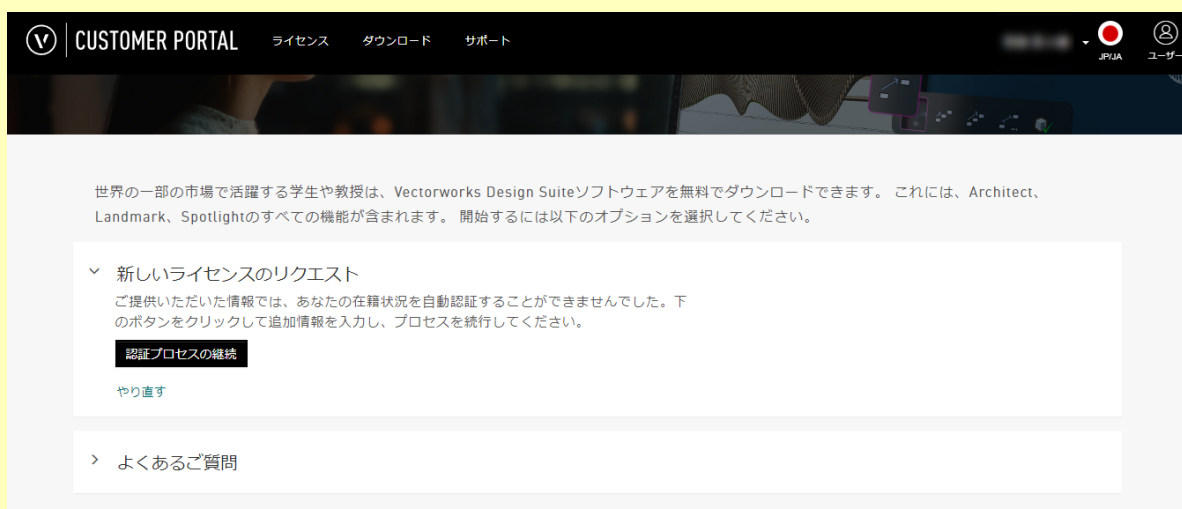 CUSTOMER PORTAL ライセンス ダウンロード サポート
JP/JA ユーザー
世界の一部の市場で活躍する学生や教授は、Vectorworks Design Suiteソフトウェアを無料でダウンロードできます。 これには、Architect、
Landmark、Spotlightのすべての機能が含まれます。 開始するには以下のオプションを選択してください。
新しいライセンスのリクエスト
ご提供いただいた情報では、あなたの在籍状況を自動認証することができませんでした。下
のボタンをクリックして追加情報を入力し、プロセスを続行してください。
認証プロセスの継続
やり直す
よくあるご質問